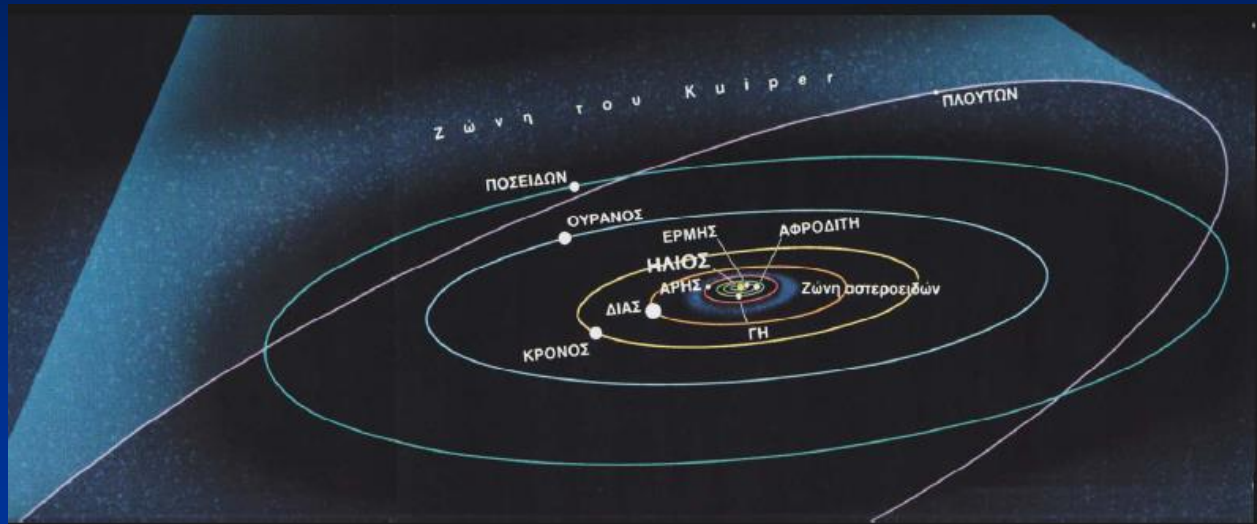 Ζώνη του Kuiper
ΠΛΟΥΤΩΝ
ΠΟΣΕΙΔΩΝ
ΟΥΡΑΝΟΣ
ΕΡΜΗΣ
ΑΦΡΟΔΙΤΗ
ΗΛΙΟΣ
ΑΡΗΣ
Ζώνη αστεροειδών
ΔΙΑΣ
ΓΗ
ΚΡΟΝΟΣ